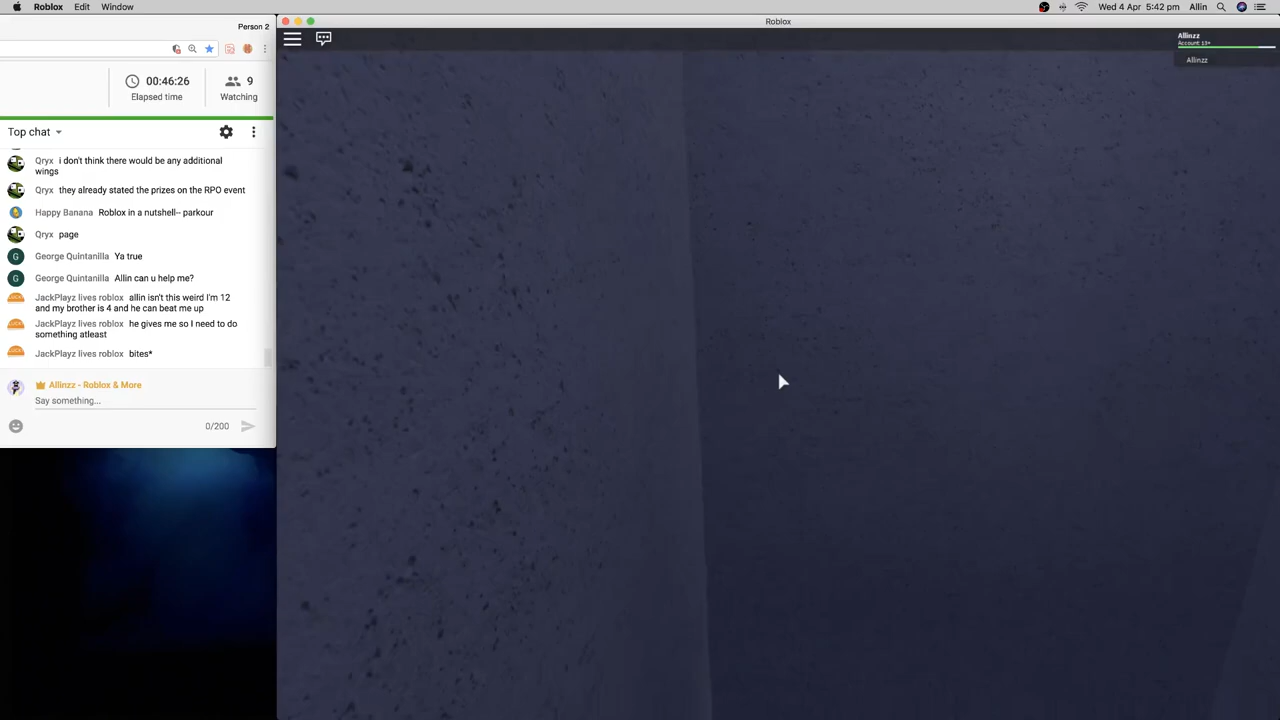 Roblox Edit Window
Wed 4 Apr 5:42 pm Allin
Roblox
Person 2
Allinzz
Account: 13+
Allinzz
00:46:26
Elapsed time
9
Watching
Top chat
Qryx i don't think there would be any additional
wings
Qryx they already stated the prizes on the RPO event
Happy Banana Roblox in a nutshell-- parkour
Qryx page
G George Quintanilla Ya true
G George Quintanilla Allin can u help me?
JackPlayz lives roblox allin isn't this weird I'm 12
and my brother is 4 and he can beat me up
JackPlayz lives roblox he gives me so I need to do
something atleast
JackPlayz lives roblox bites*
Allinzz - Roblox & More
Say something...
0/200